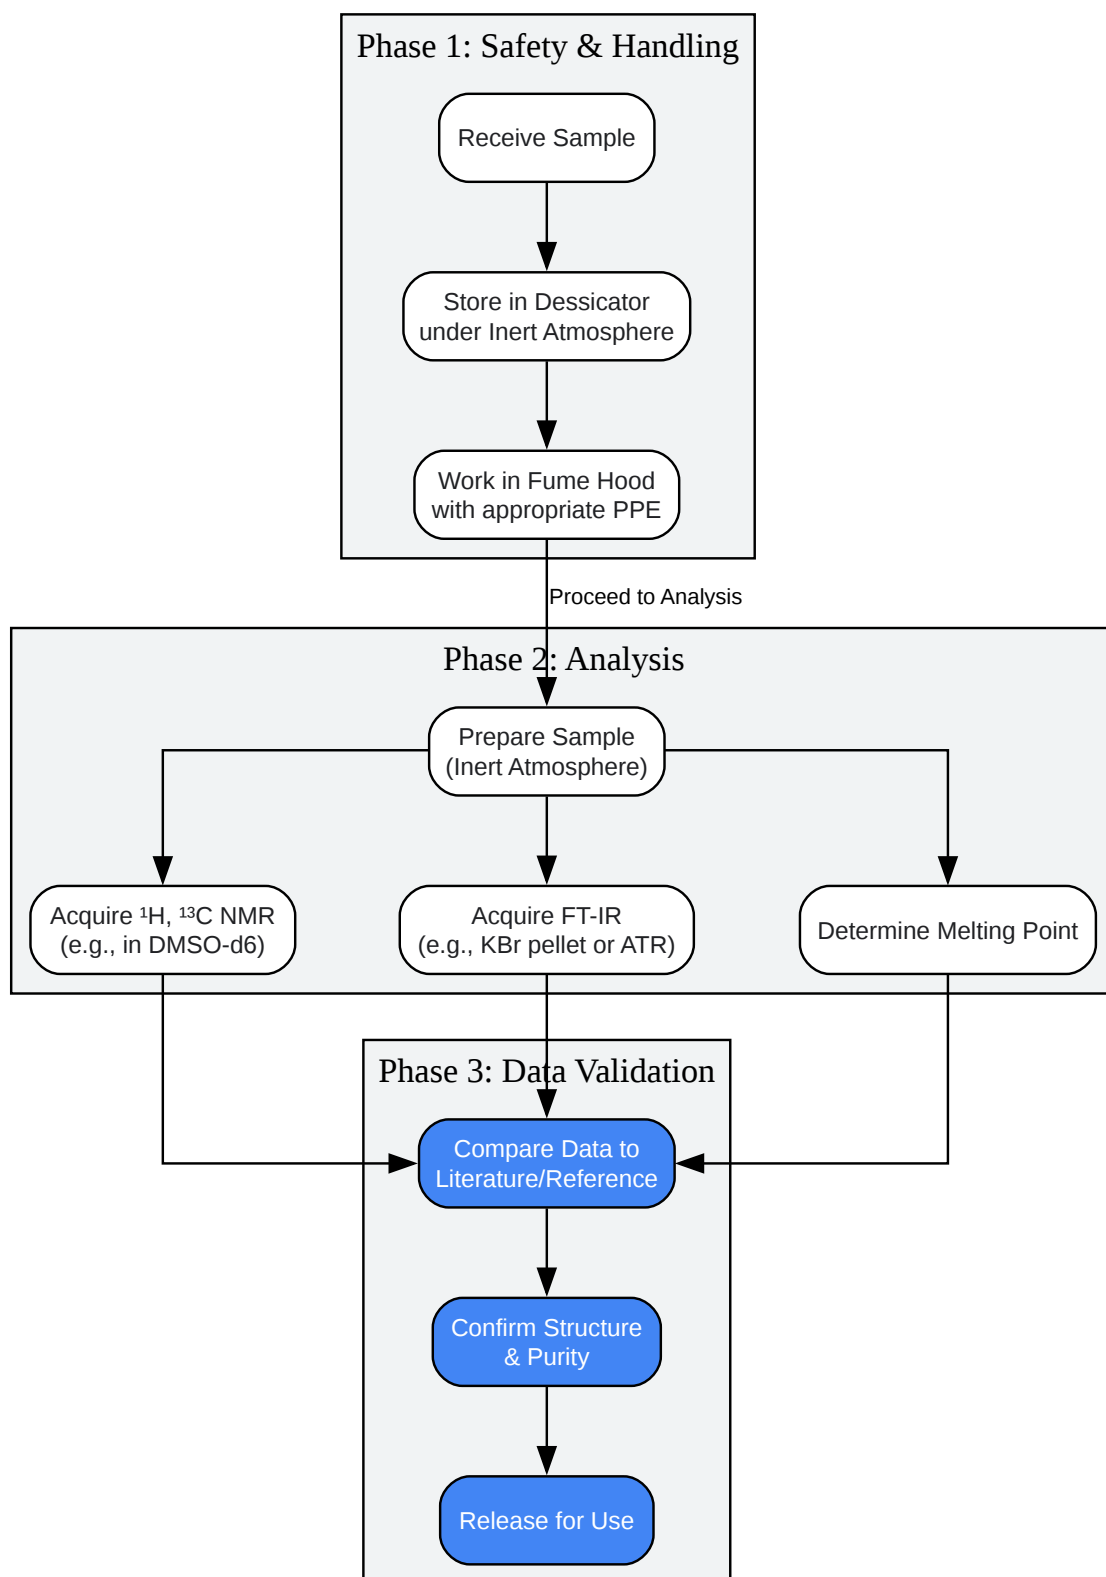 Phase 1: Safety & Handling
Receive Sample
Store in Dessicator
under Inert Atmosphere
Work in Fume Hood
with appropriate PPE
Proceed to Analysis
Phase 2: Analysis
Prepare Sample
(Inert Atmosphere)
Acquire ¹H, ¹³C NMR
(e.g., in DMSO-d6)
Acquire FT-IR
(e.g., KBr pellet or ATR)
Determine Melting Point
Phase 3: Data Validation
Compare Data to
Literature/Reference
Confirm Structure
& Purity
Release for Use